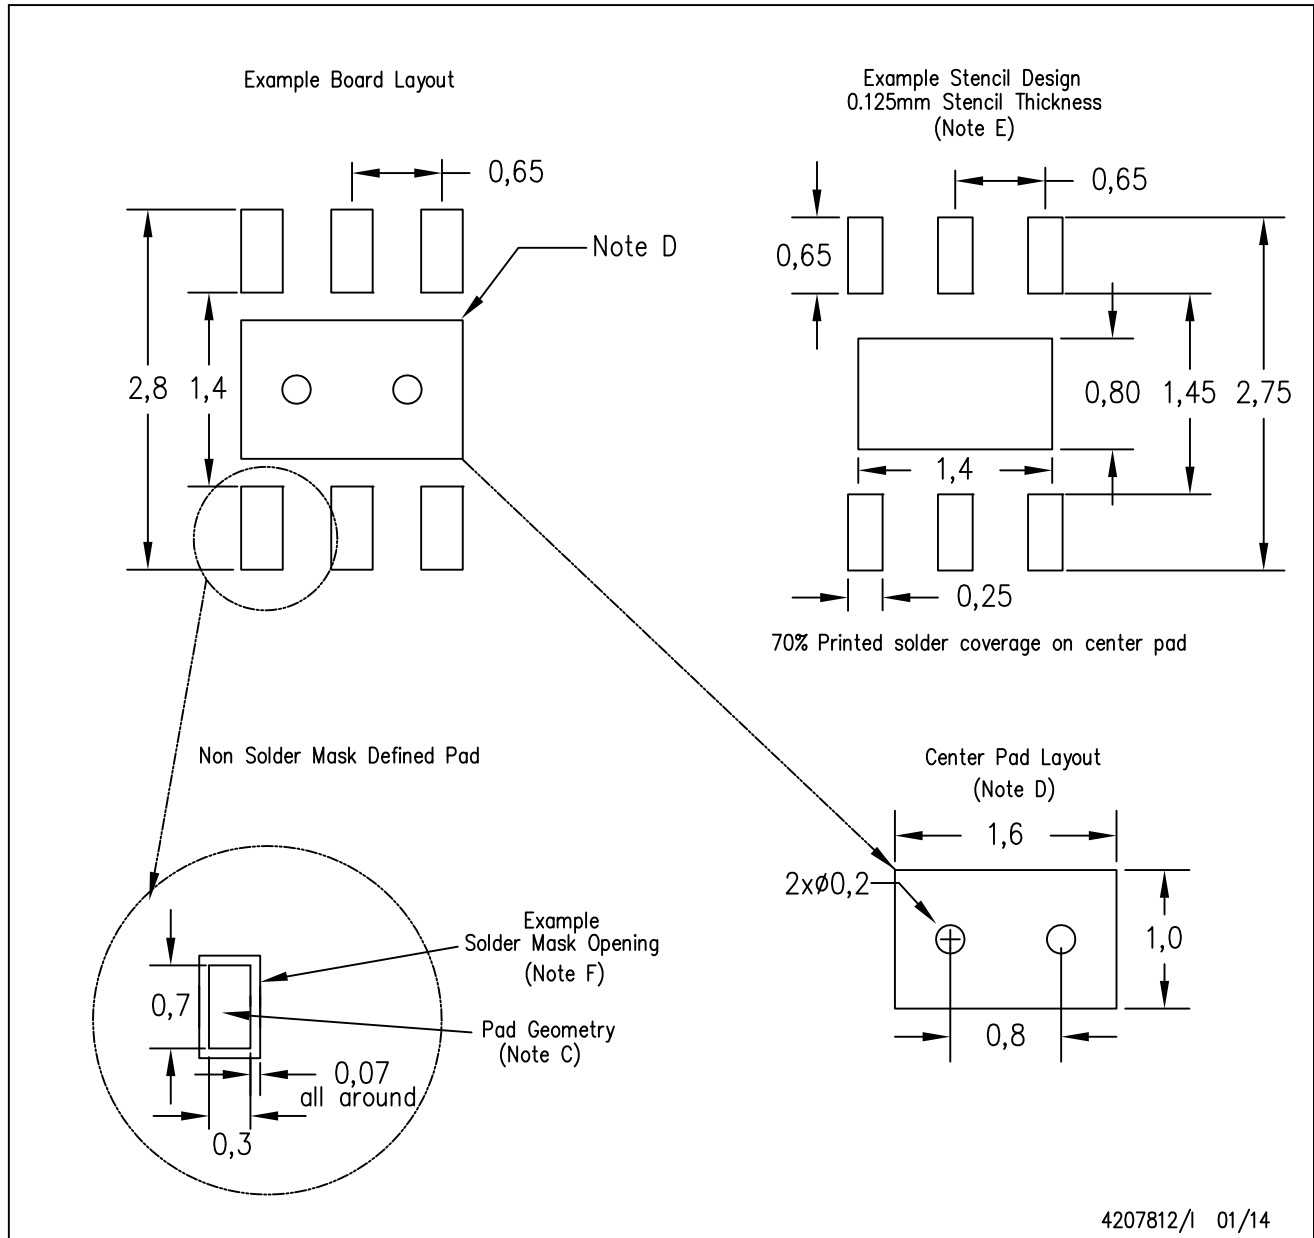 Example Board Layout
0,65
Note D
2,8
1,4
Example Stencil Design
0.125mm Stencil Thickness
(Note E)
0,65
0,65
0,80
1,45
2,75
1,4
0,25
70% Printed solder coverage on center pad
Non Solder Mask Defined Pad
Example
Solder Mask Opening
(Note F)
0,7
Pad Geometry
(Note C)
0,07
all around
0,3
Center Pad Layout
(Note D)
1,6
2xø0,2
1,0
0,8
4207812/I 01/14